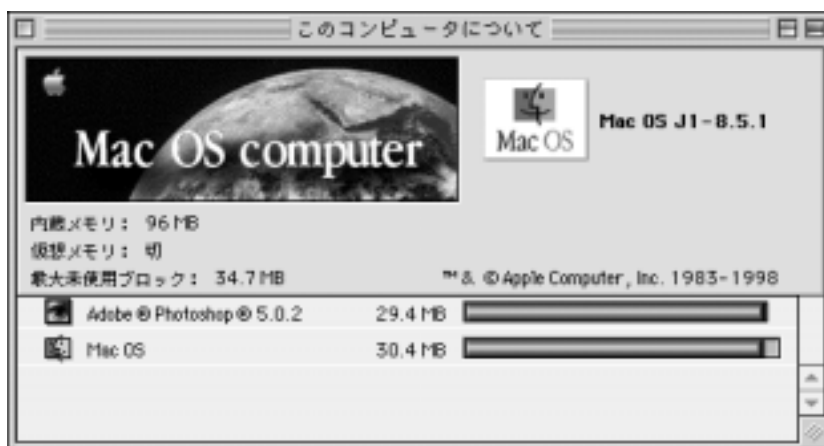 このコンピュータについて
Mac OS computer
Mac OS
Mac OS J1-8.5.1
内蔵メモリ： 96 MB
仮想メモリ： 切
最大未使用ブロック： 34.7 MB
™ & © Apple Computer, Inc. 1983-1998
Adobe ® Photoshop ® 5.0.2 29.4 MB
Mac OS 30.4 MB